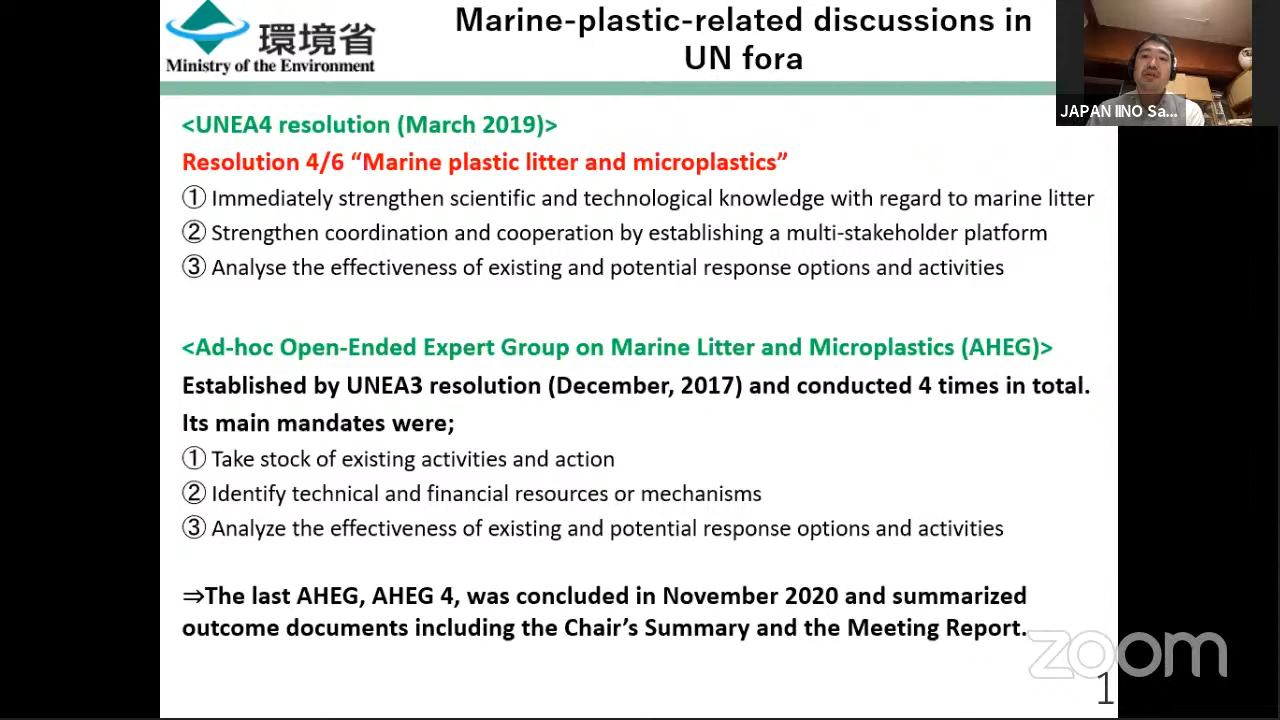 環境省
Ministry of the Environment
Marine-plastic-related discussions in
UN fora
JAPAN IINO Sa...
<UNEA4 resolution (March 2019)>
Resolution 4/6 “Marine plastic litter and microplastics”
① Immediately strengthen scientific and technological knowledge with regard to marine litter
② Strengthen coordination and cooperation by establishing a multi-stakeholder platform
③ Analyse the effectiveness of existing and potential response options and activities
<Ad-hoc Open-Ended Expert Group on Marine Litter and Microplastics (AHEG)>
Established by UNEA3 resolution (December, 2017) and conducted 4 times in total.
Its main mandates were;
① Take stock of existing activities and action
② Identify technical and financial resources or mechanisms
③ Analyze the effectiveness of existing and potential response options and activities
⇒The last AHEG, AHEG 4, was concluded in November 2020 and summarized
outcome documents including the Chair’s Summary and the Meeting Report.
zoom
1